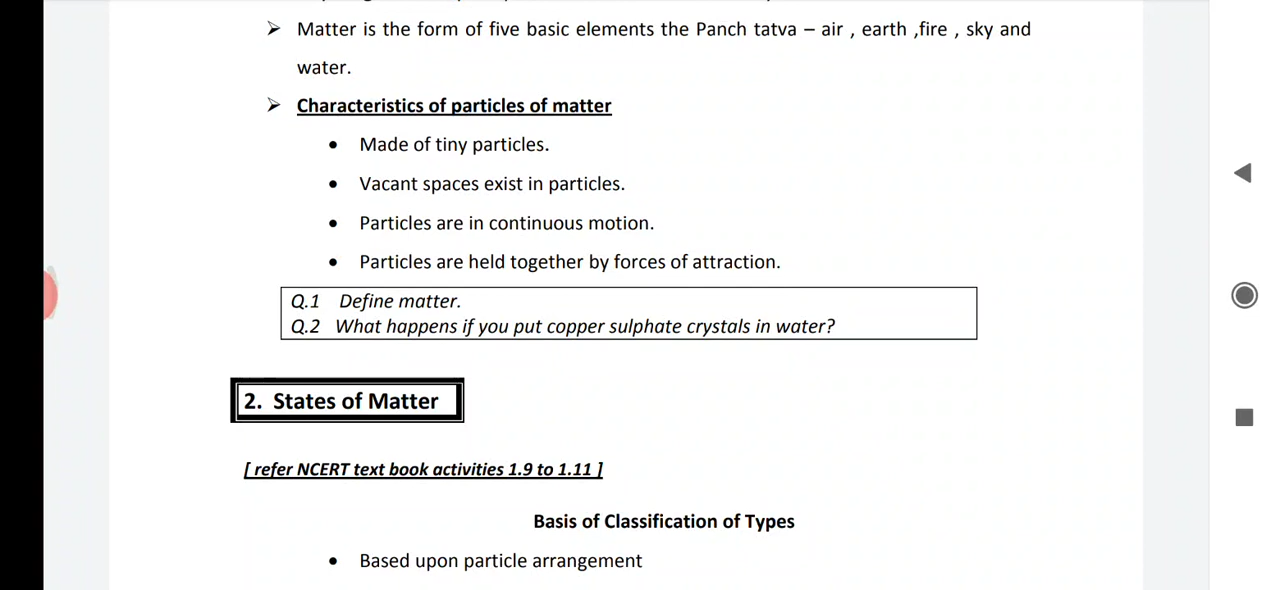 ➢ Matter is the form of five basic elements the Panch tatva – air , earth ,fire , sky and
water.
➢ Characteristics of particles of matter
• Made of tiny particles.
• Vacant spaces exist in particles.
• Particles are in continuous motion.
• Particles are held together by forces of attraction.
Q.1 Define matter.
Q.2 What happens if you put copper sulphate crystals in water?
2. States of Matter
[ refer NCERT text book activities 1.9 to 1.11 ]
Basis of Classification of Types
• Based upon particle arrangement